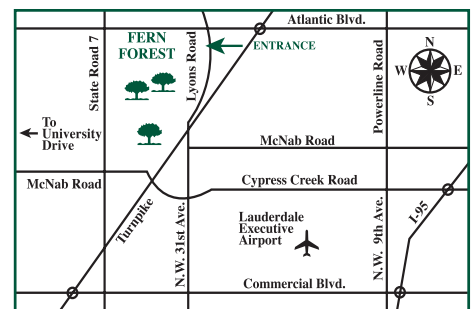 Atlantic Blvd.
FERN
FOREST
ENTRANCE
State Road 7
Lyons Road
Powerline Road
N
W
E
S
To
University
Drive
McNab Road
McNab Road
Cypress Creek Road
Turnpike
N.W. 31st Ave.
Lauderdale
Executive
Airport
N.W. 9th Ave.
I-95
Commercial Blvd.